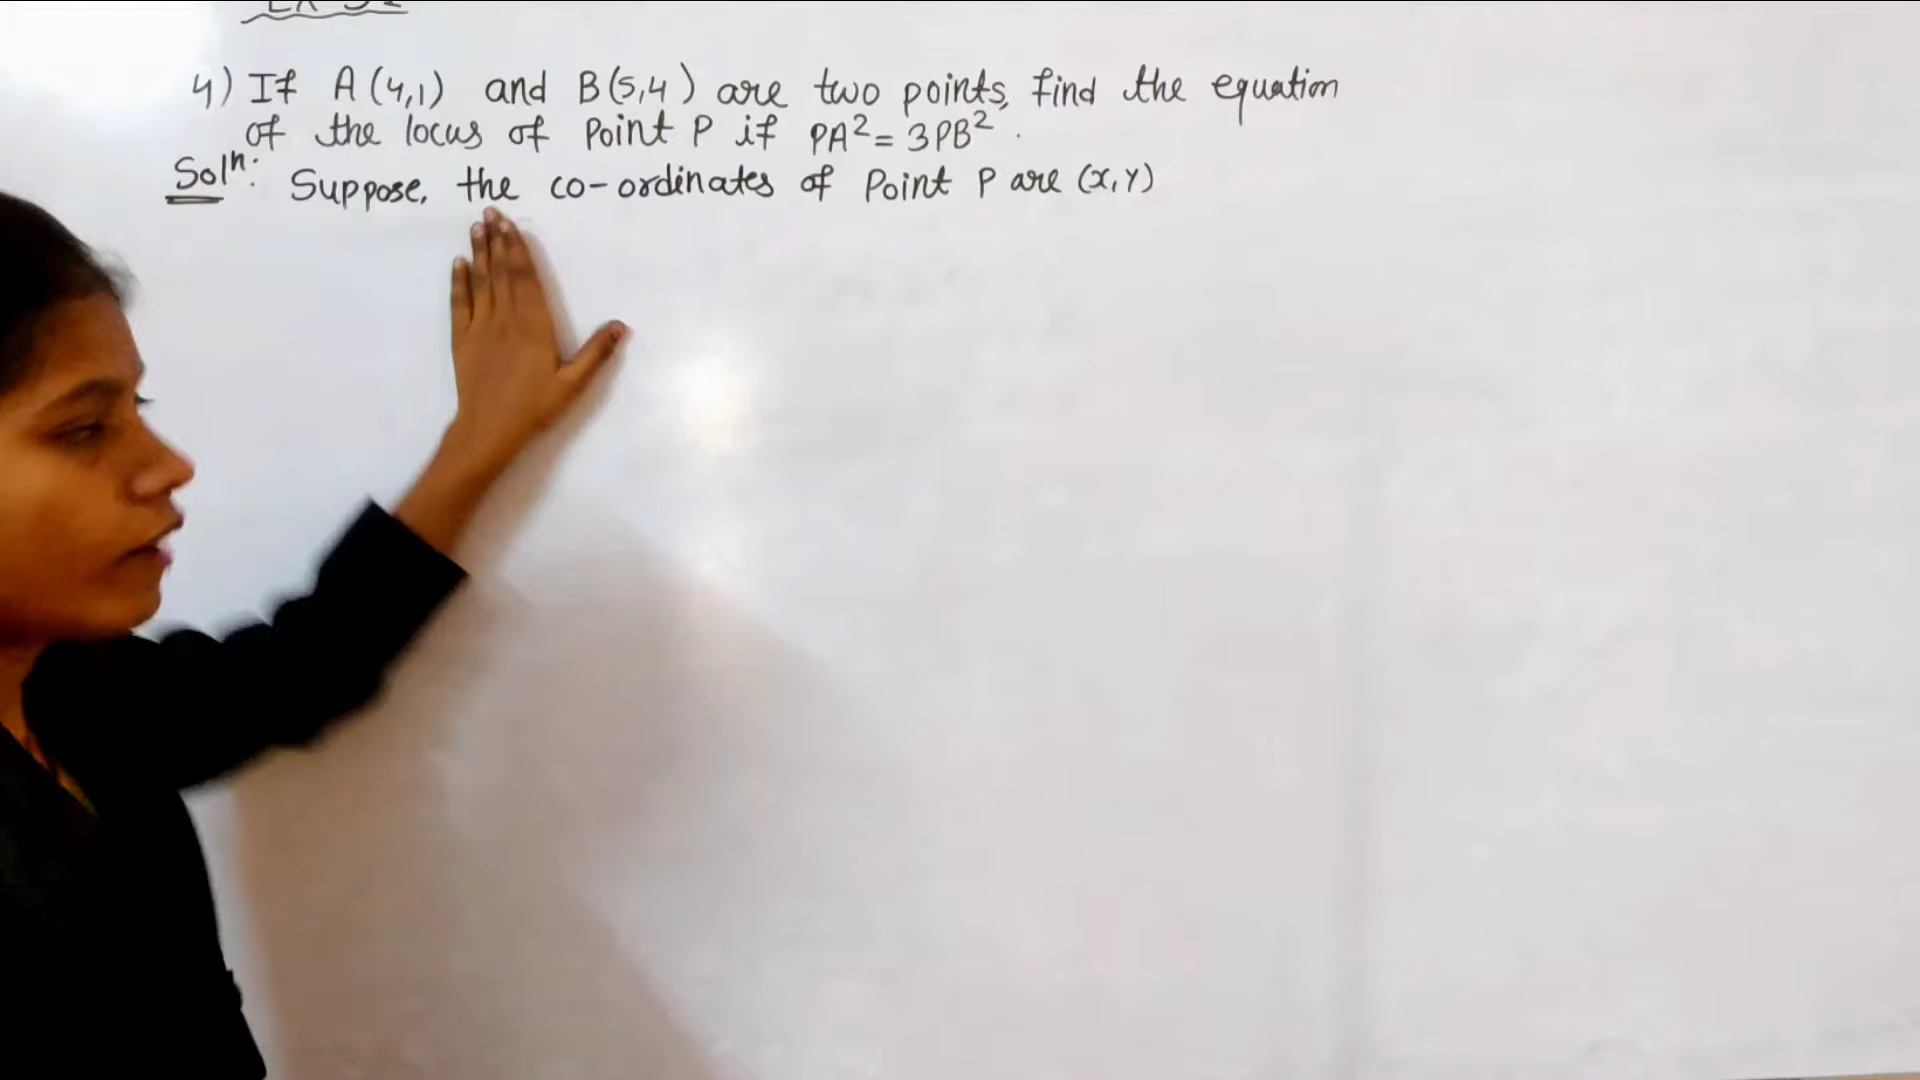 4) If A(4,1) and B(5,4) are two points, find the equation
of the locus of Point P if PA²= 3PB².
Solⁿ: Suppose, the co-ordinates of Point P are (x,y)